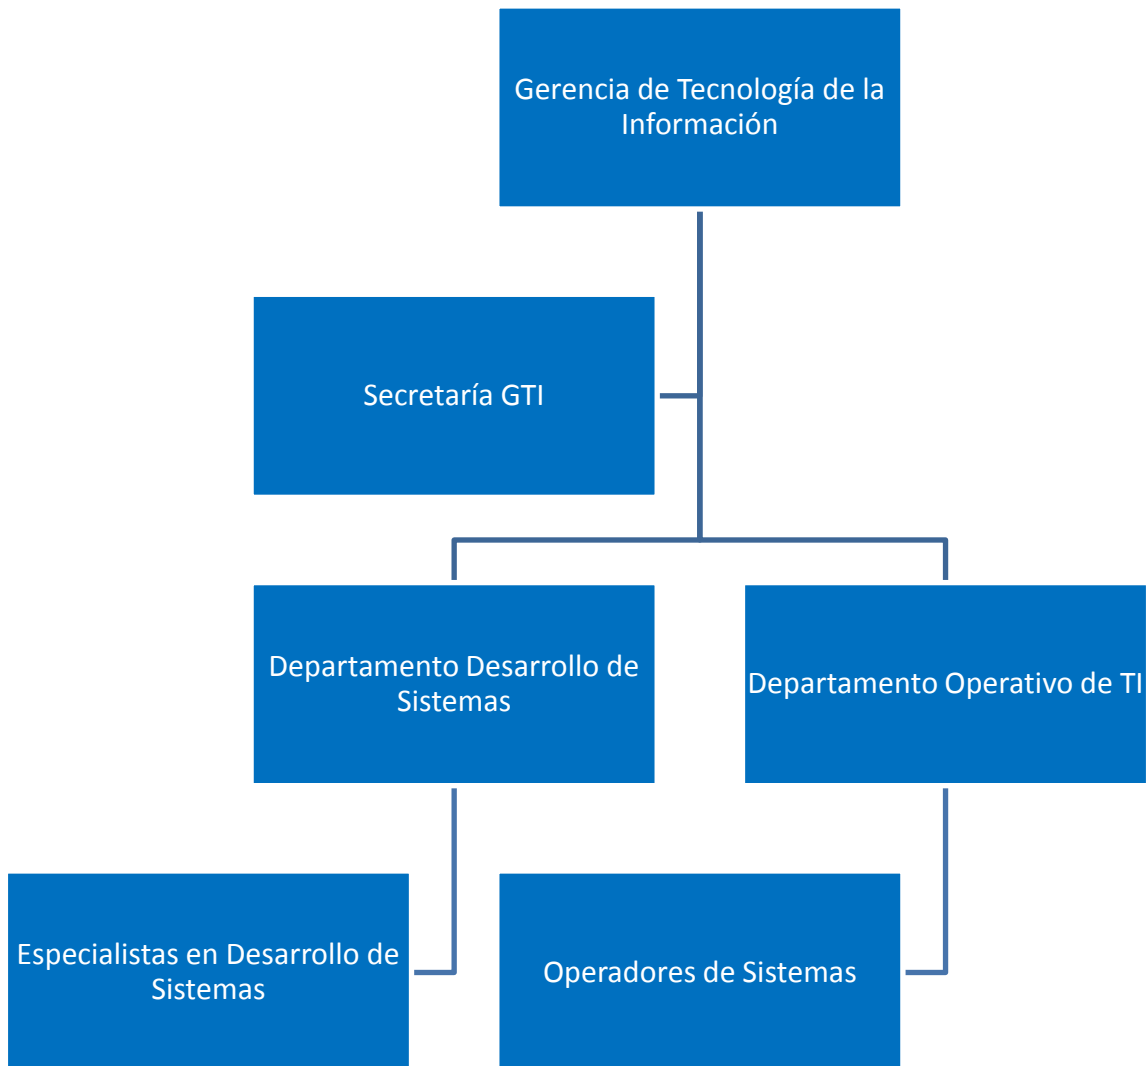 Gerencia de Tecnología de la
Información
Secretaría GTI
Departamento Desarrollo de
Sistemas
Departamento Operativo de TI
Especialistas en Desarrollo de
Sistemas
Operadores de Sistemas